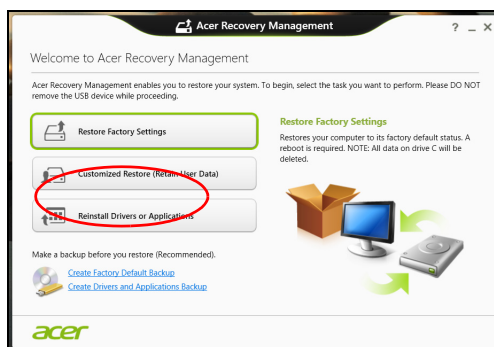 Acer Recovery Management
? _ X
Welcome to Acer Recovery Management
Acer Recovery Management enables you to restore your system. To begin, select the task you want to perform. Please DO NOT
remove the USB device while proceeding.
Restore Factory Settings
Customized Restore (Retain User Data)
Reinstall Drivers or Applications
Restore Factory Settings
Restores your computer to its factory default status. A
reboot is required. NOTE: All data on drive C will be
deleted.
Make a backup before you restore (Recommended).
Create Factory Default Backup
Create Drivers and Applications Backup
acer